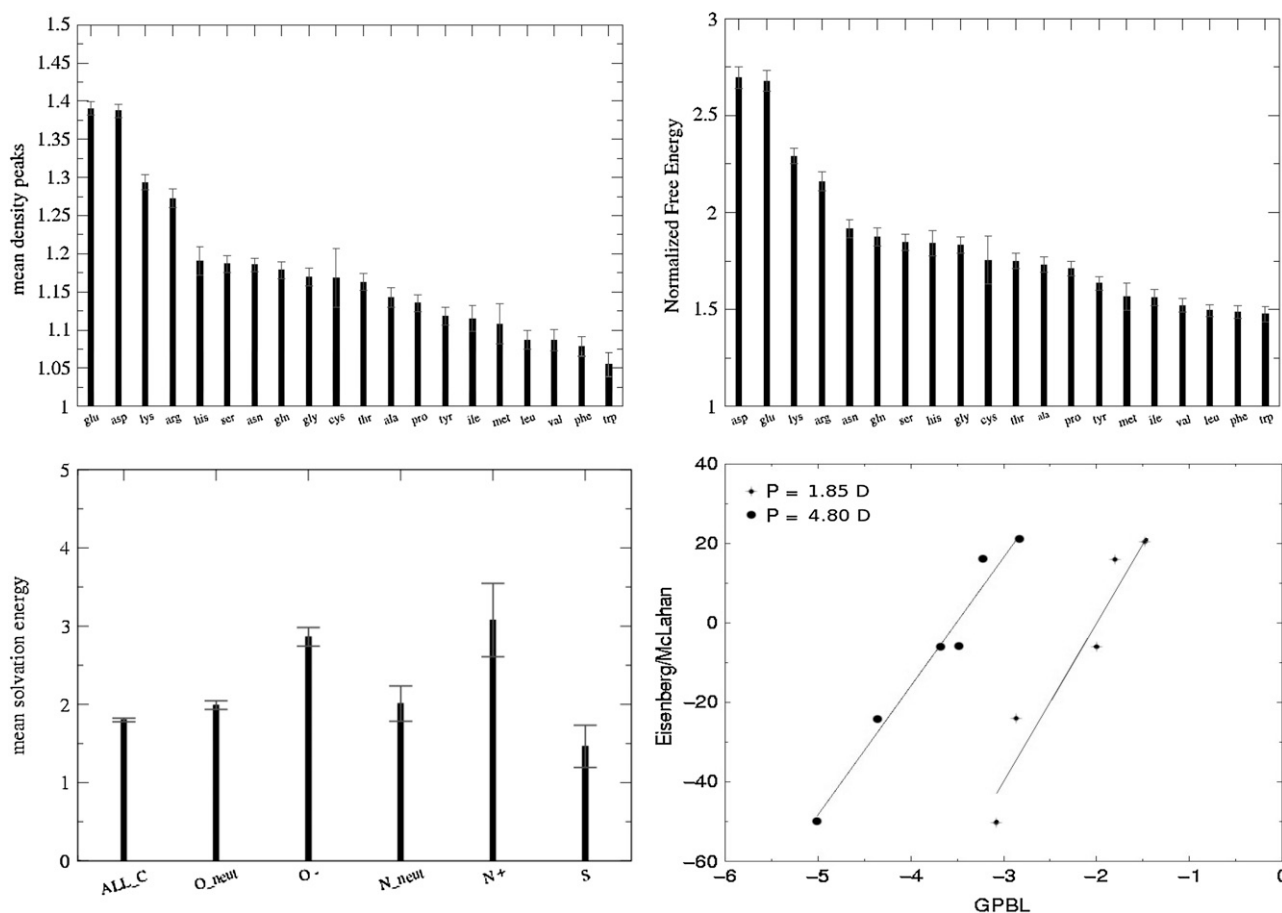 1.5
1.45
1.4
1.35
1.3
1.25
1.2
1.15
1.1
1.05
1
mean density peaks
glu asp lys arg his ser asn gln gly cys thr ala pro tyr ile met leu val phe trp
3
2.5
2
1.5
1
Normalized Free Energy
asp glu lys arg asn gln ser his gly cys thr ala pro tyr met ile val leu phe trp
5
4
3
2
1
0
mean solvation energy
ALL_C O_neut O- N_neut N+ S
40
20
0
−20
−40
−60
Eisenberg/McLahan
P = 1.85 D
P = 4.80 D
−6 −5 −4 −3 −2 −1 0
GPBL